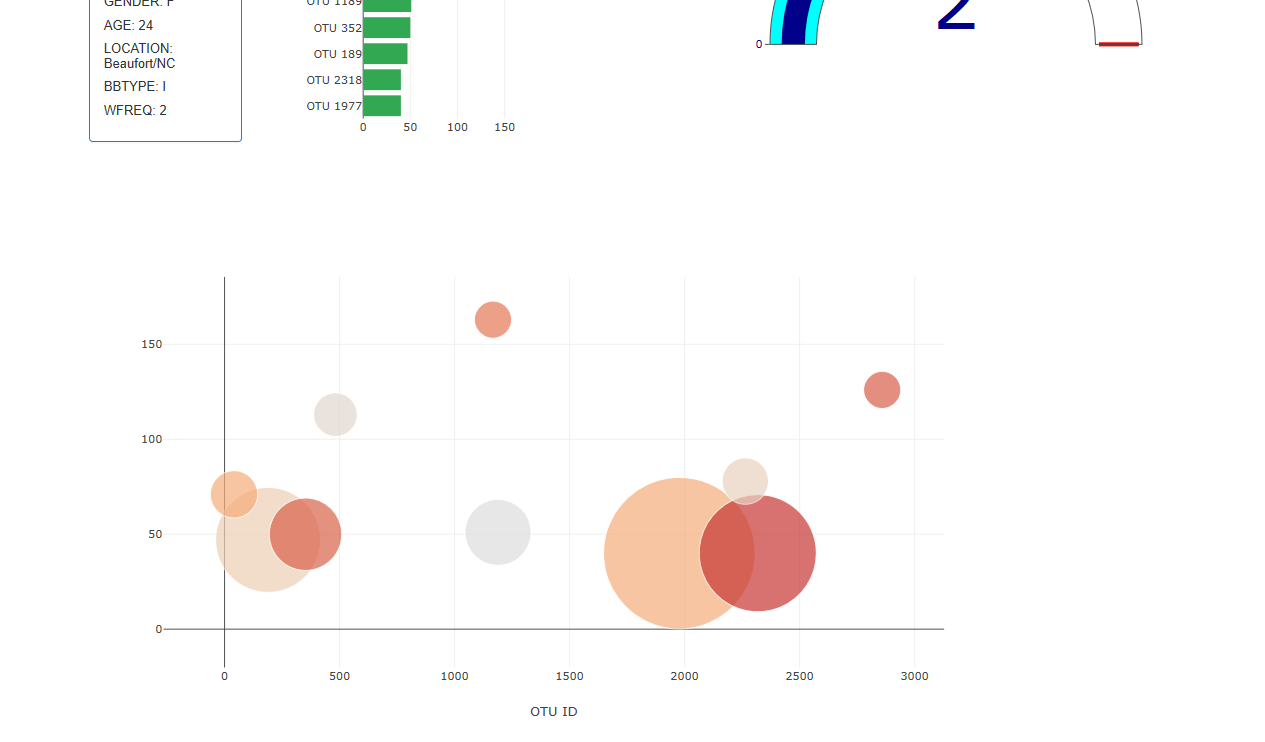 GENDER: F
AGE: 24
LOCATION:
Beaufort/NC
BBTYPE: I
WFREQ: 2
OTU 1189
OTU 352
OTU 189
OTU 2318
OTU 1977
0 50 100 150
0
2
150
100
50
0
0 500 1000 1500 2000 2500 3000
OTU ID